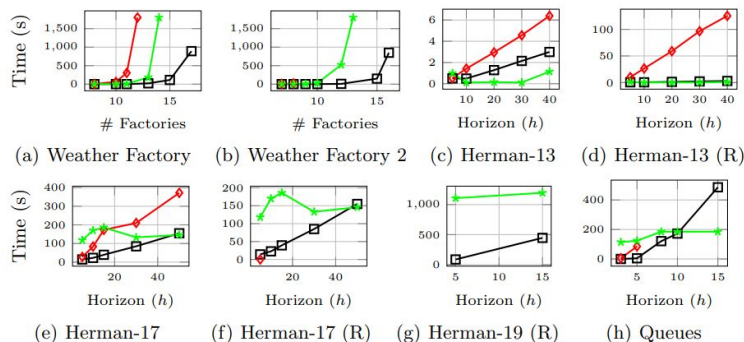 Time (s)
1,500
1,000
500
0
10
15
# Factories
(a) Weather Factory
1,500
1,000
500
0
10
15
# Factories
(b) Weather Factory 2
6
4
2
0
10
20
30
40
Horizon (h)
(c) Herman-13
100
50
0
10
20
30
40
Horizon (h)
(d) Herman-13 (R)
Time (s)
400
300
200
100
0
20
40
Horizon (h)
(e) Herman-17
200
150
100
50
0
20
40
Horizon (h)
(f) Herman-17 (R)
1,000
500
0
5
10
15
Horizon (h)
(g) Herman-19 (R)
400
200
0
5
10
15
Horizon (h)
(h) Queues